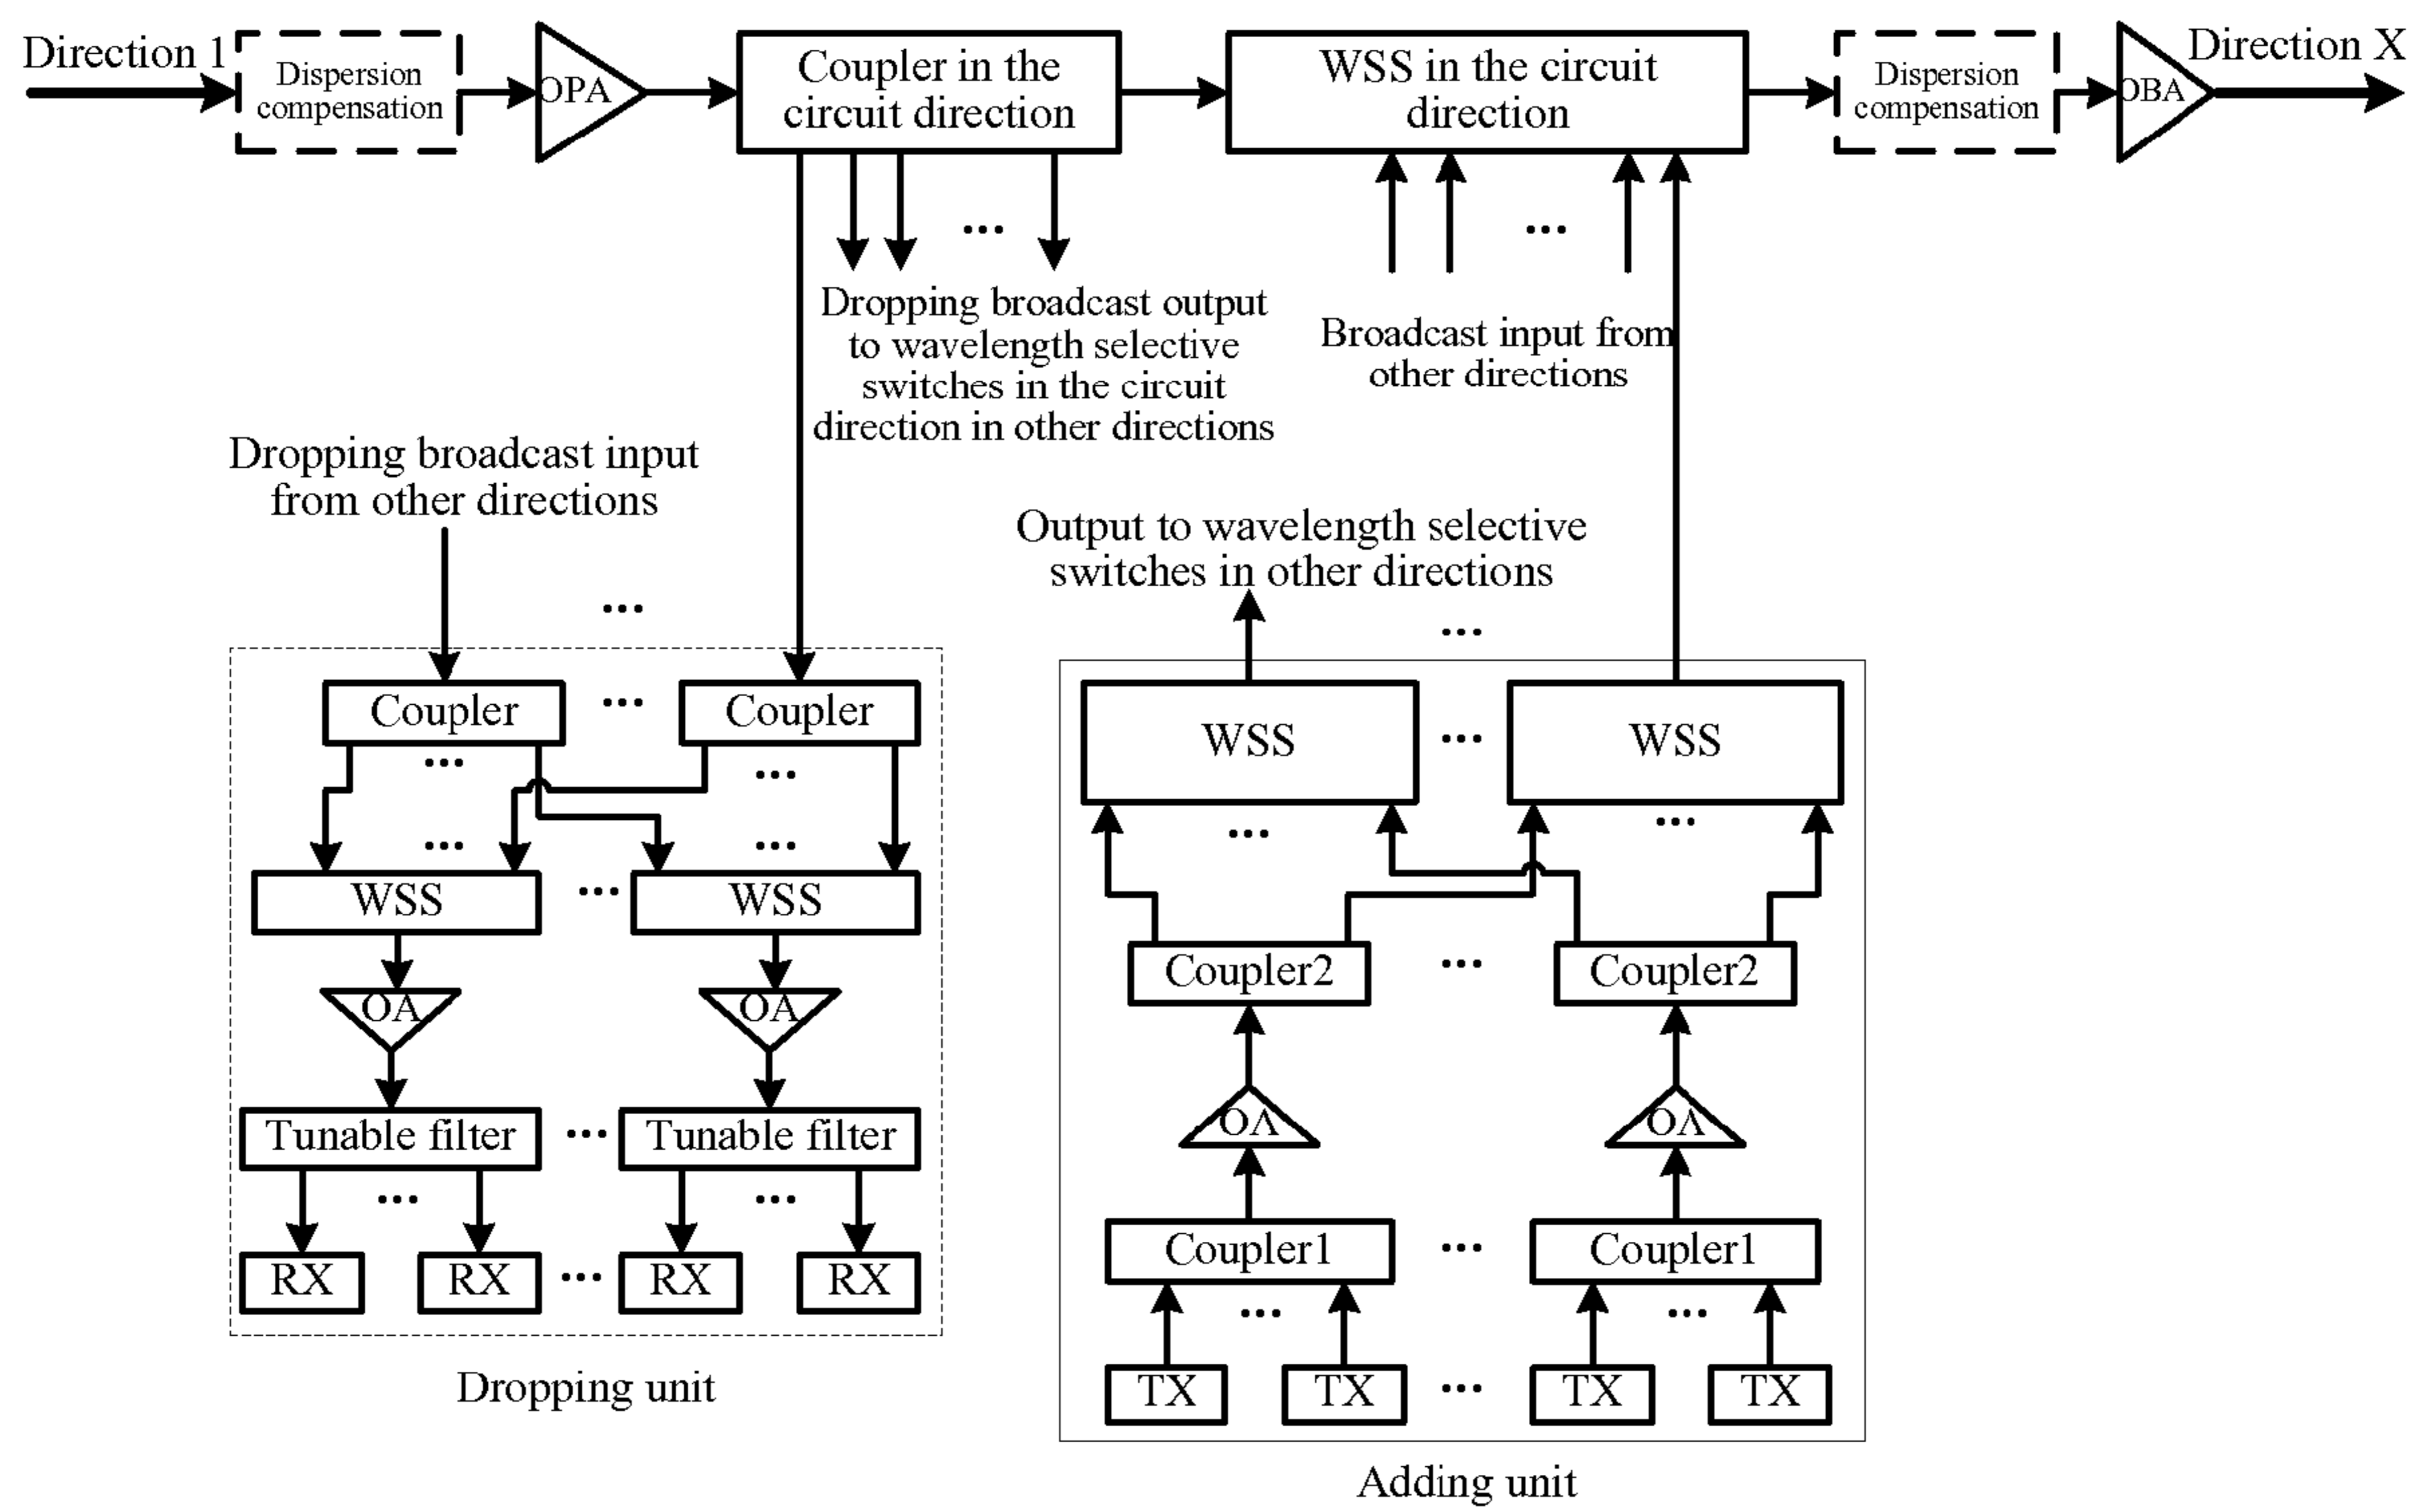 Direction 1
Dispersion
compensation
OPA
Coupler in the
circuit direction
WSS in the circuit
direction
Dispersion
compensation
OBA
Direction X
...
...
Dropping broadcast output
to wavelength selective
switches in the circuit
direction in other directions
Broadcast input from
other directions
Dropping broadcast input
from other directions
Output to wavelength selective
switches in other directions
...
...
Coupler
...
Coupler
...
...
...
...
WSS
...
WSS
OA
OA
Tunable filter
...
Tunable filter
...
...
RX
RX
...
RX
RX
Dropping unit
WSS
...
WSS
...
...
Coupler2
...
Coupler2
OA
OA
Coupler1
...
Coupler1
...
...
TX
TX
...
TX
TX
Adding unit